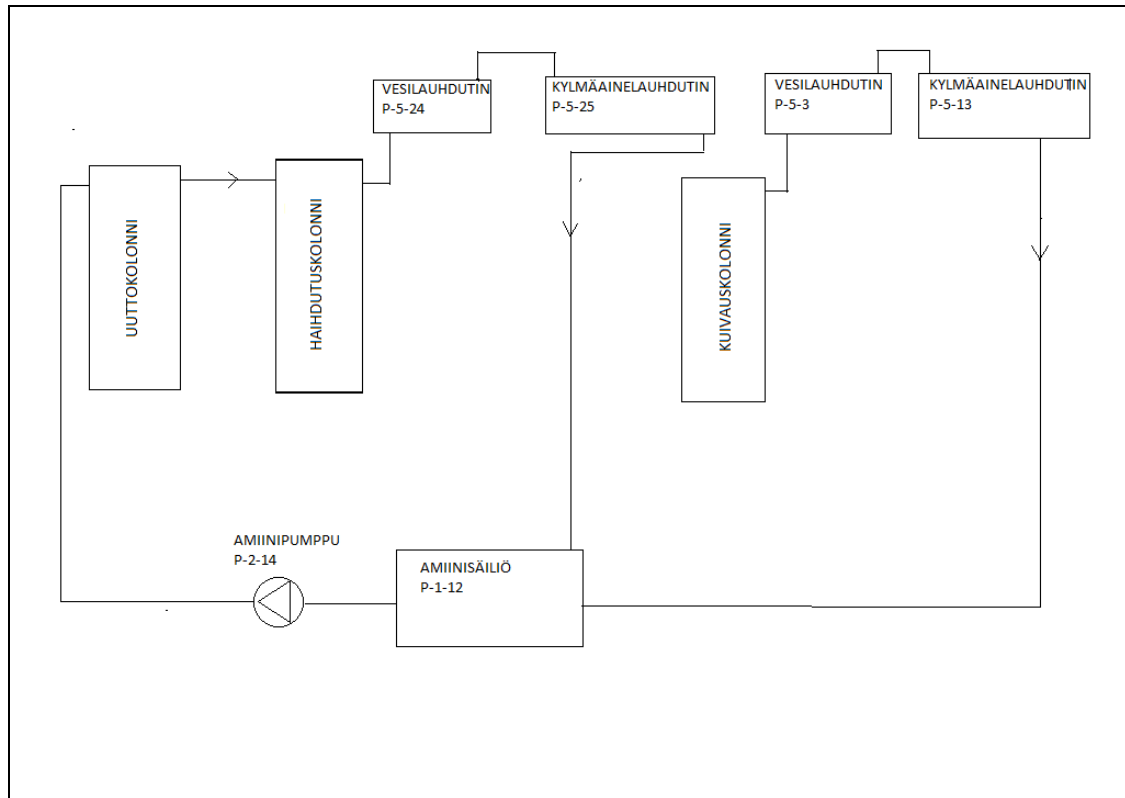 VESILAUHDUTIN
P-5-24
KYLMÄAINELAUHDUTIN
P-5-25
VESILAUHDUTIN
P-5-3
KYLMÄAINELAUHDUTIN
P-5-13
UUTTOKOLONNI
HAIHDUTUSKOLONNI
KUIVAUSKOLONNI
AMIINIPUMPPU
P-2-14
AMIINISÄILIÖ
P-1-12